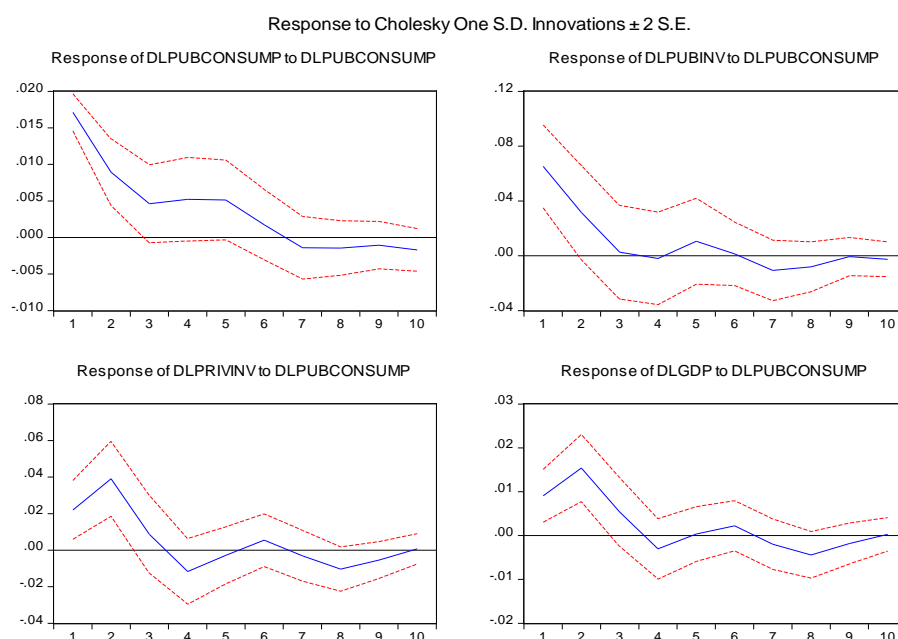 Response to Cholesky One S.D. Innovations ± 2 S.E.
Response of DLPUBCONSUMP to DLPUBCONSUMP
.020
.015
.010
.005
.000
-.005
-.010
1 2 3 4 5 6 7 8 9 10
Response of DLPUBINV to DLPUBCONSUMP
.12
.08
.04
.00
-.04
1 2 3 4 5 6 7 8 9 10
Response of DLPRIVINV to DLPUBCONSUMP
.08
.06
.04
.02
.00
-.02
-.04
1 2 3 4 5 6 7 8 9 10
Response of DLGDP to DLPUBCONSUMP
.03
.02
.01
.00
-.01
-.02
1 2 3 4 5 6 7 8 9 10